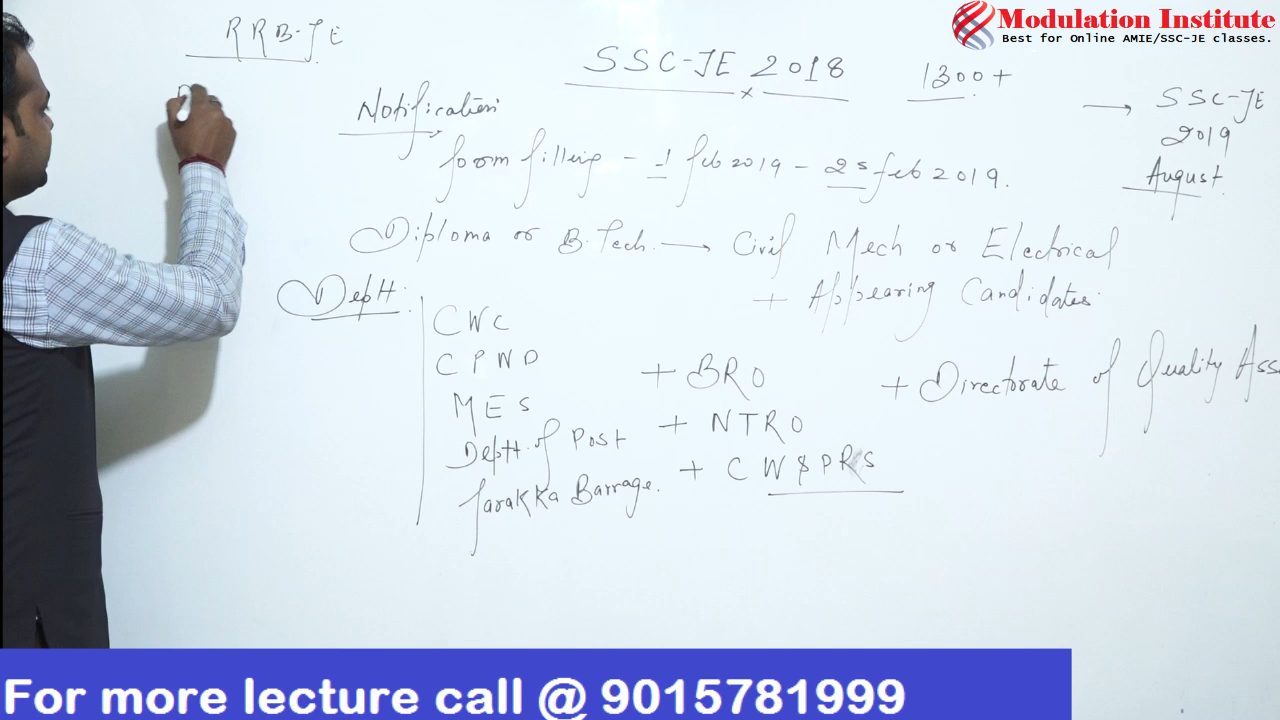 Modulation Institute
Best for Online AMIE/SSC-JE classes.
RRB-JE
SSC-JE 2018 1300+
→ SSC-JE
2019
August
Notification
form filling - 1 feb 2019 - 25 feb 2019.
Diploma or B.Tech. → Civil Mech or Electrical
+ Appearing Candidates
Deptt:
CWC
CPWD
MES
Deptt. of Post
farakka Barrage.
+ BRO
+ NTRO
+ CW&PRS
+ Directorate of Quality Ass
For more lecture call @ 9015781999